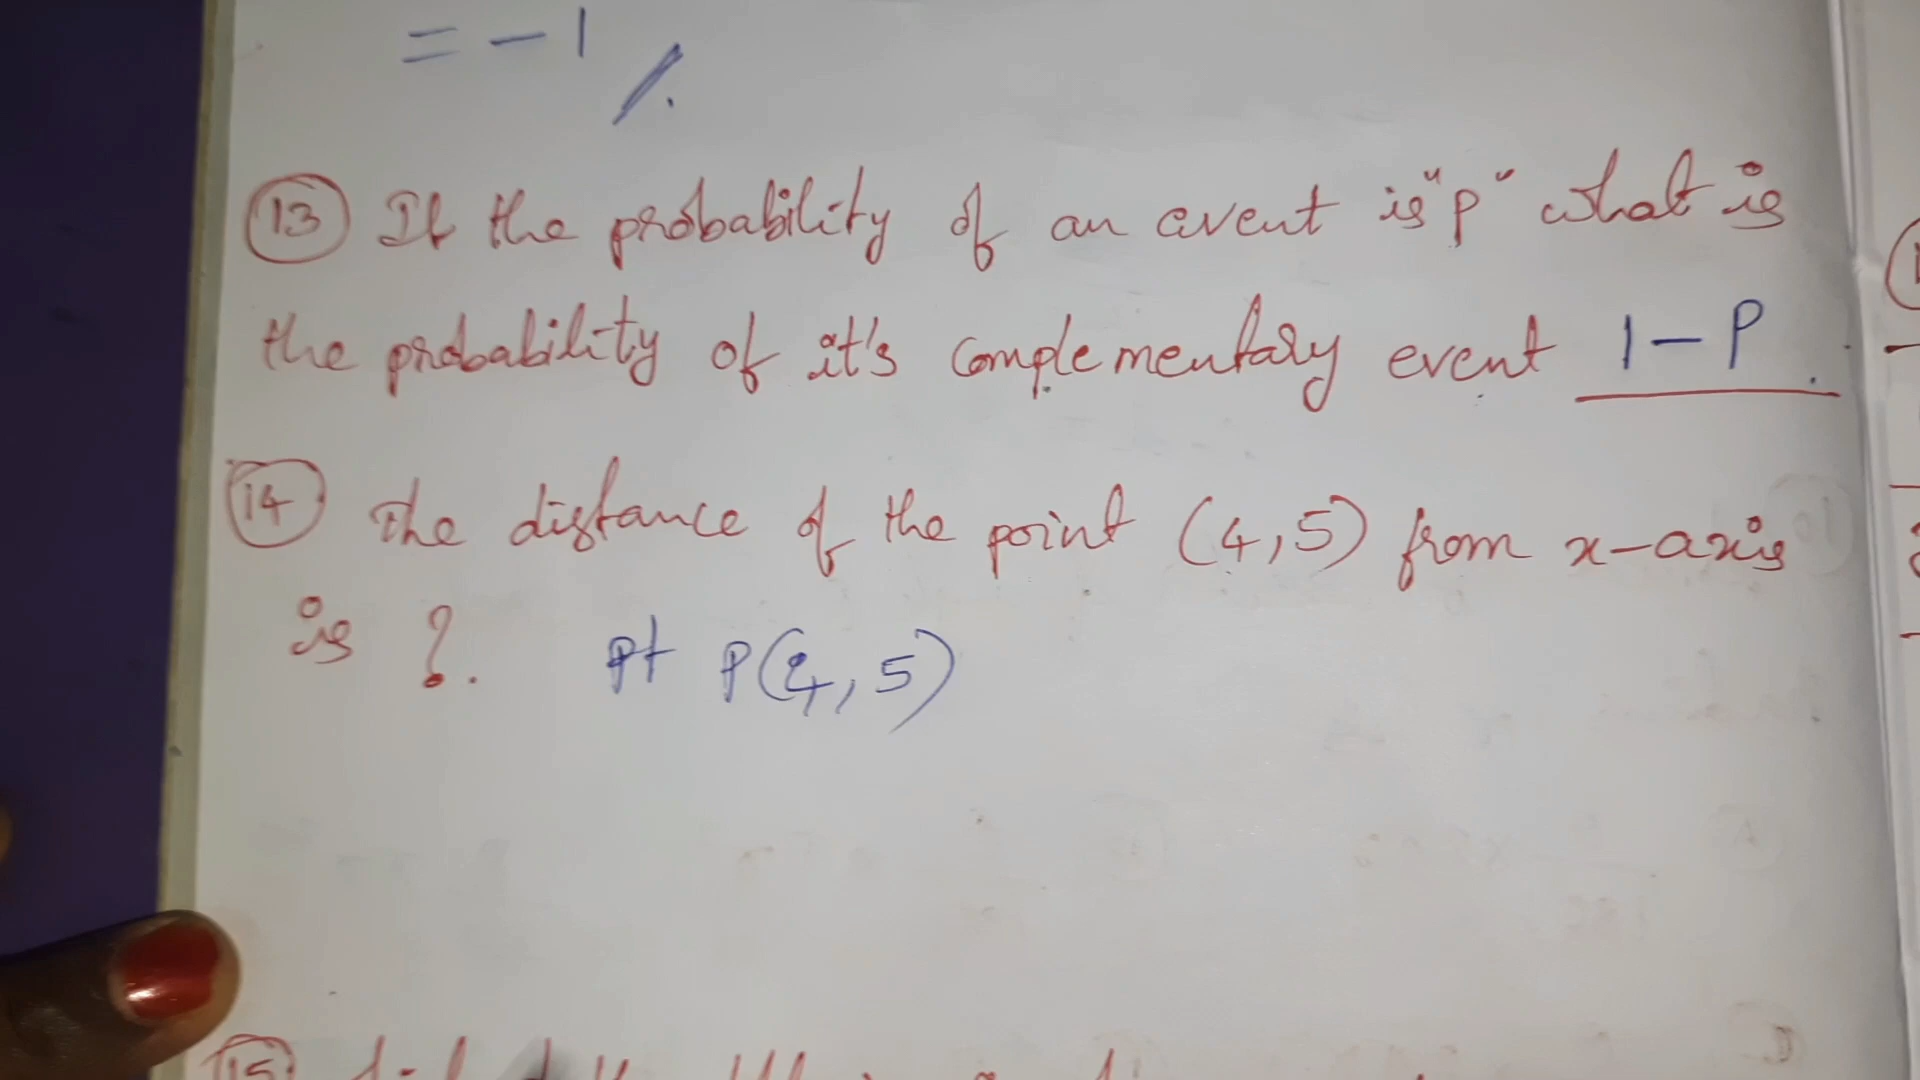 = -1 //.
(13) If the probability of an event is "p" what is
the probability of it's complementary event 1-P.
(14) The distance of the point (4,5) from x-axis
is ?. pt P(4,5)
(15)